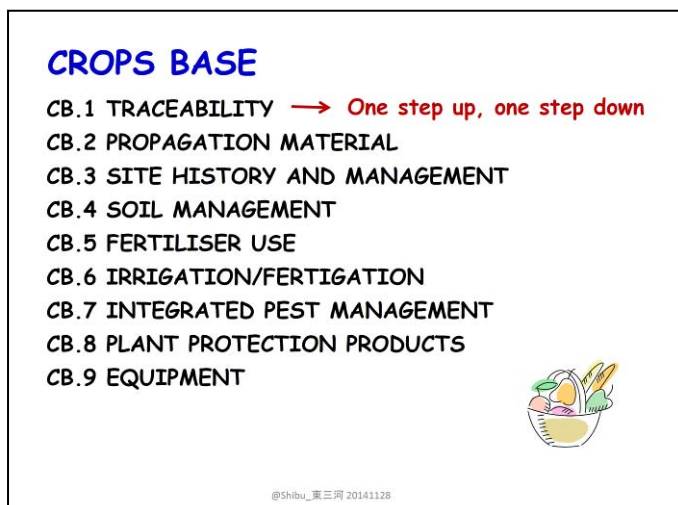 CROPS BASE
CB.1 TRACEABILITY → One step up, one step down
CB.2 PROPAGATION MATERIAL
CB.3 SITE HISTORY AND MANAGEMENT
CB.4 SOIL MANAGEMENT
CB.5 FERTILISER USE
CB.6 IRRIGATION/FERTIGATION
CB.7 INTEGRATED PEST MANAGEMENT
CB.8 PLANT PROTECTION PRODUCTS
CB.9 EQUIPMENT
@Shibu_東三河 20141128